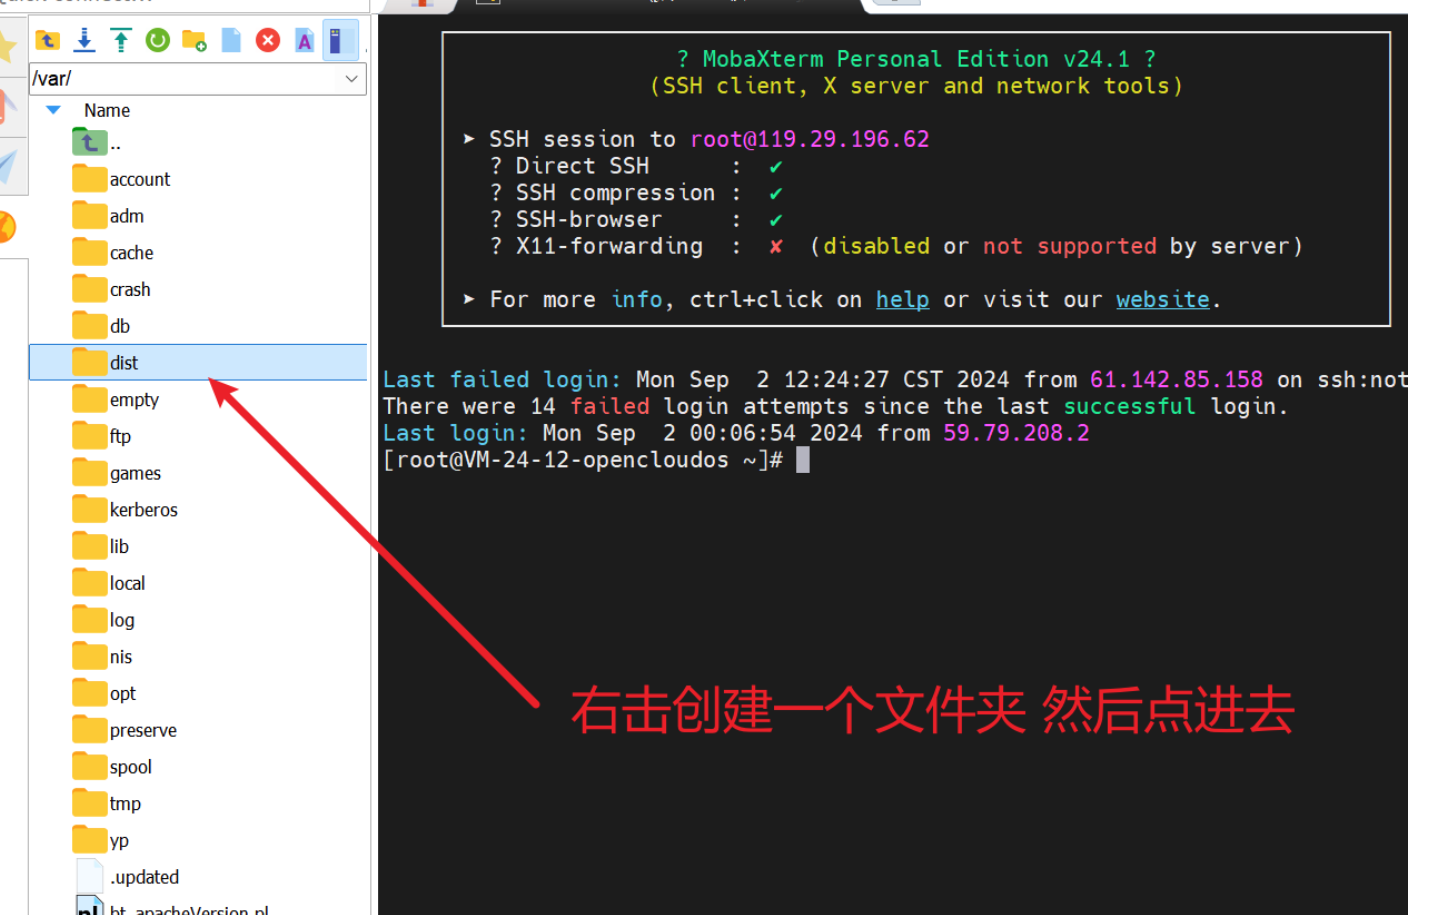 /var/
Name
..
account
adm
cache
crash
db
dist
empty
ftp
games
kerberos
lib
local
log
nis
opt
preserve
spool
tmp
yp
.updated
bt_apacheVersion.pl
? MobaXterm Personal Edition v24.1 ?
(SSH client, X server and network tools)
➤ SSH session to root@119.29.196.62
? Direct SSH : ✔
? SSH compression : ✔
? SSH-browser : ✔
? X11-forwarding : ✘ (disabled or not supported by server)
➤ For more info, ctrl+click on help or visit our website.
Last failed login: Mon Sep 2 12:24:27 CST 2024 from 61.142.85.158 on ssh:not
There were 14 failed login attempts since the last successful login.
Last login: Mon Sep 2 00:06:54 2024 from 59.79.208.2
[root@VM-24-12-opencloudos ~]#
右击创建一个文件夹 然后点进去